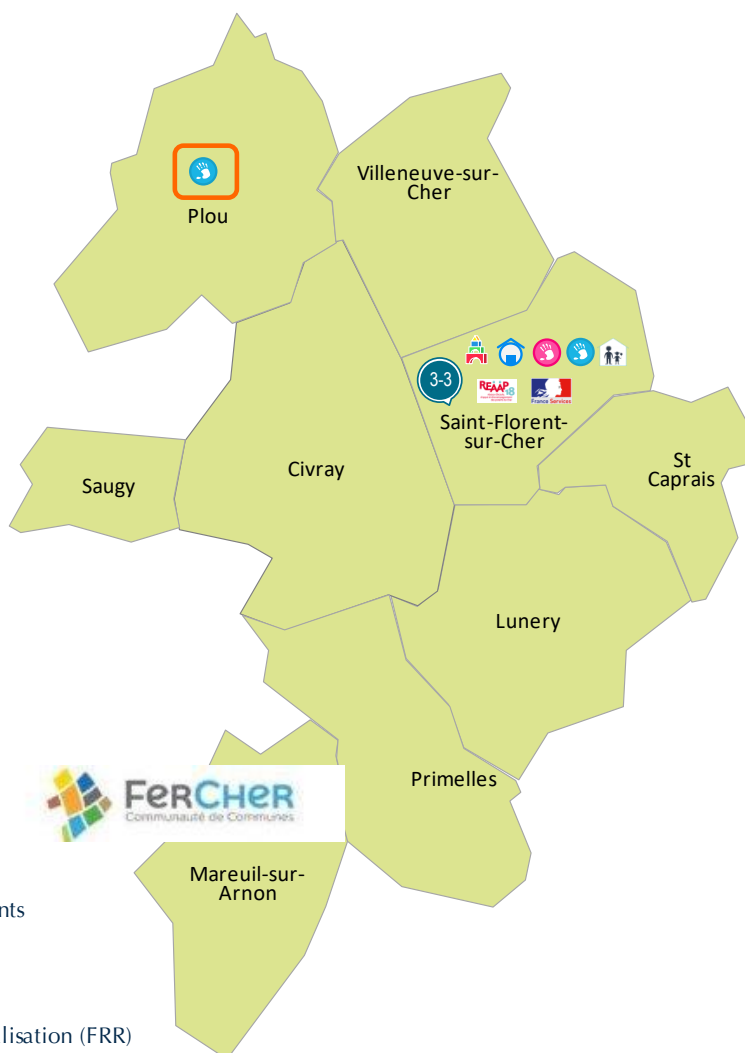 Villeneuve-sur-
Cher
Plou
3-3
REAAP
18
France Services
Saint-Florent-
sur-Cher
St
Caprais
Civray
Saugy
Lunery
Primelles
FERCHER
Communauté de Communes
Mareuil-sur-
Arnon
nts
lisation (FRR)